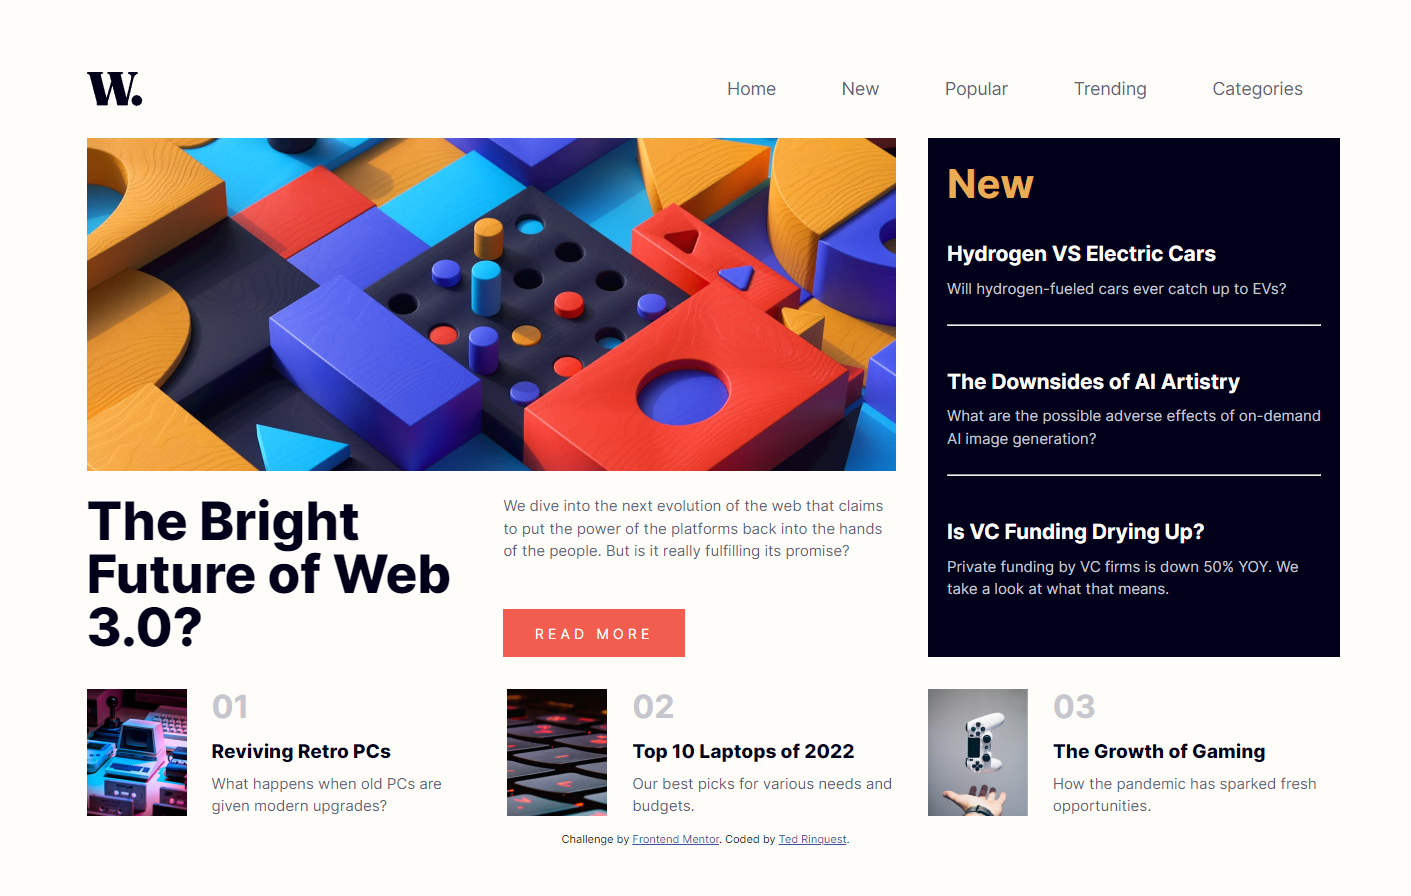 W.
Home
New
Popular
Trending
Categories
New
Hydrogen VS Electric Cars
Will hydrogen-fueled cars ever catch up to EVs?
The Downsides of AI Artistry
What are the possible adverse effects of on-demand
AI image generation?
Is VC Funding Drying Up?
Private funding by VC firms is down 50% YOY. We
take a look at what that means.
The Bright
Future of Web
3.0?
We dive into the next evolution of the web that claims
to put the power of the platforms back into the hands
of the people. But is it really fulfilling its promise?
READ MORE
01
Reviving Retro PCs
What happens when old PCs are
given modern upgrades?
02
Top 10 Laptops of 2022
Our best picks for various needs and
budgets.
03
The Growth of Gaming
How the pandemic has sparked fresh
opportunities.
Challenge by Frontend Mentor. Coded by Ted Rinquest.